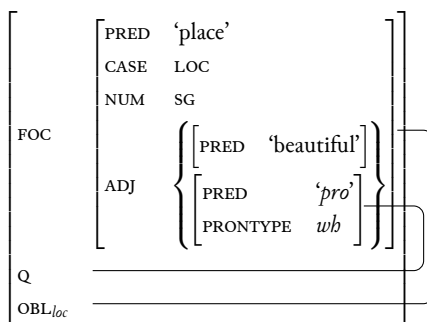 PRED ‘place’
CASE LOC
NUM SG
FOC
PRED ‘beautiful’
ADJ
PRED ‘pro’
PRONTYPE wh
Q
OBLloc